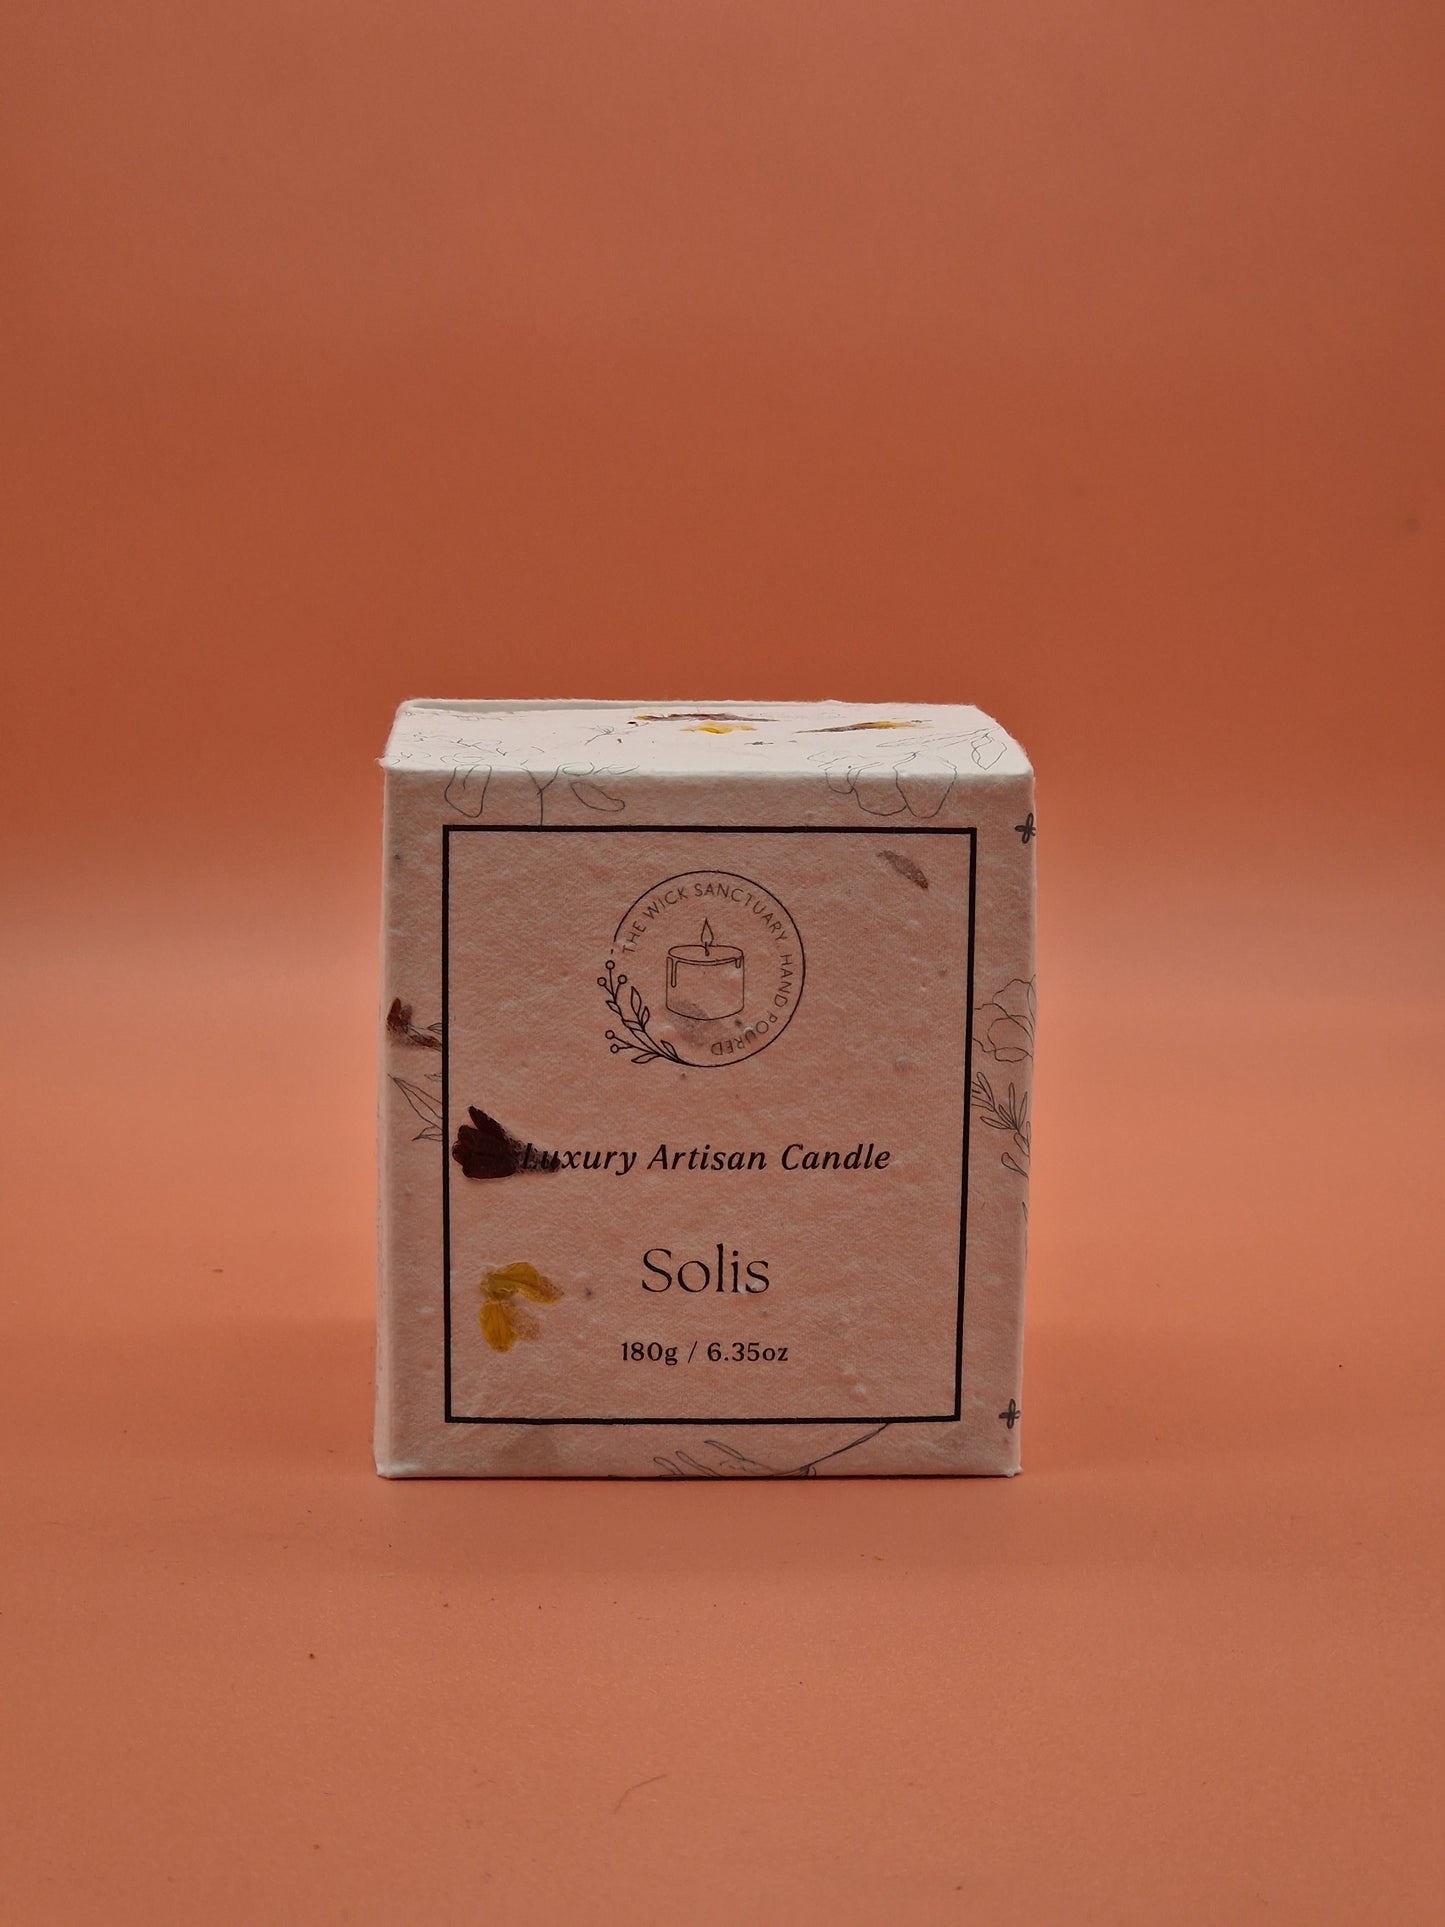 THE WICK SANCTUARY. HAND POURED
Luxury Artisan Candle
Solis
180g / 6.35oz